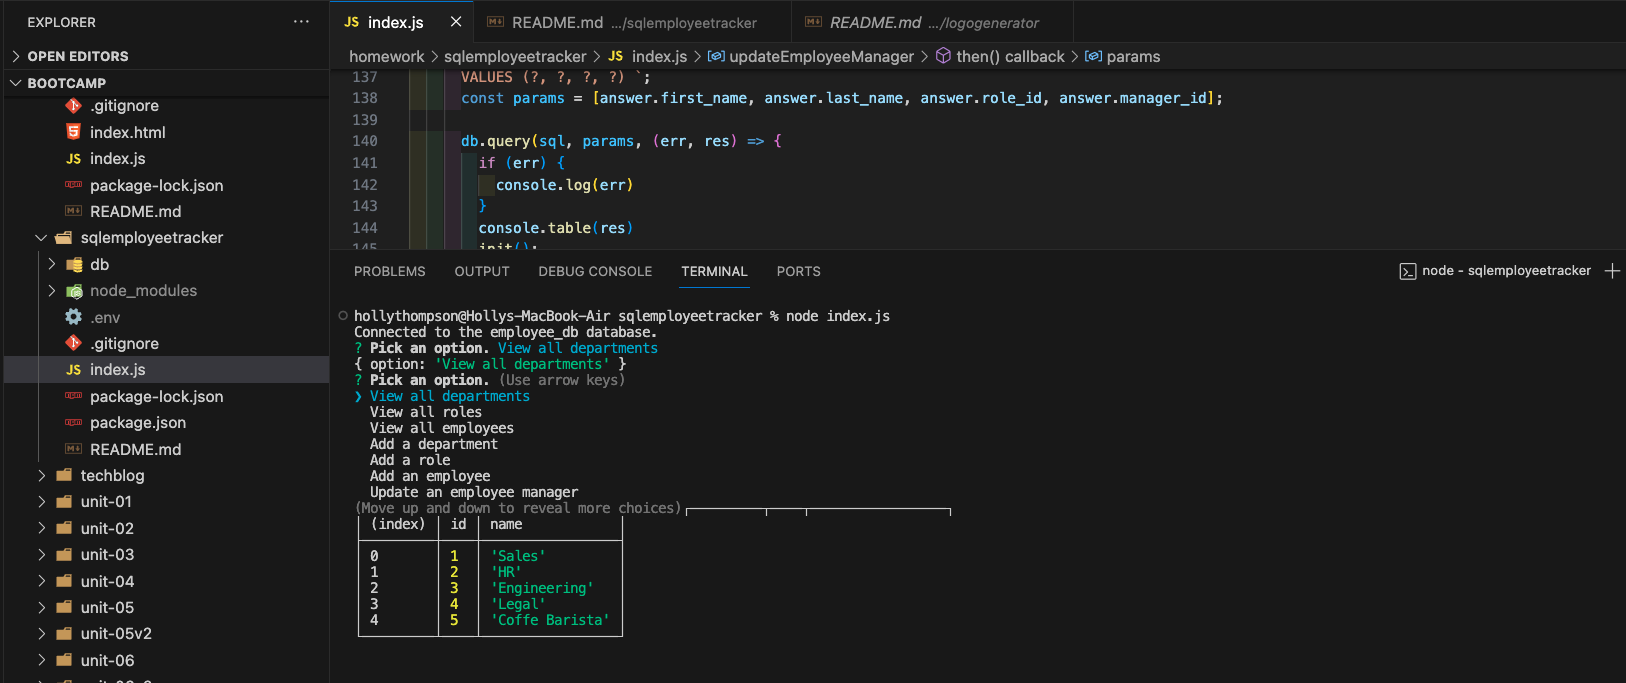 EXPLORER
OPEN EDITORS
BOOTCAMP
.gitignore
index.html
JS index.js
package-lock.json
README.md
sqlemployeetracker
db
node_modules
.env
.gitignore
JS index.js
package-lock.json
package.json
README.md
techblog
unit-01
unit-02
unit-03
unit-04
unit-05
unit-05v2
unit-06
JS index.js
README.md .../sqlemployeetracker
README.md .../logogenerator
homework > sqlemployeetracker > JS index.js > updateEmployeeManager > then() callback > params
137 VALUES (?, ?, ?, ?) `;
138 const params = [answer.first_name, answer.last_name, answer.role_id, answer.manager_id];
139
140 db.query(sql, params, (err, res) => {
141 if (err) {
142 console.log(err)
143 }
144 console.table(res)
145 init();
PROBLEMS OUTPUT DEBUG CONSOLE TERMINAL PORTS
node - sqlemployeetracker
hollythompson@Hollys-MacBook-Air sqlemployeetracker % node index.js
Connected to the employee_db database.
? Pick an option. View all departments
{ option: 'View all departments' }
? Pick an option. (Use arrow keys)
❯ View all departments
View all roles
View all employees
Add a department
Add a role
Add an employee
Update an employee manager
(Move up and down to reveal more choices)
(index) id name
0 1 'Sales'
1 2 'HR'
2 3 'Engineering'
3 4 'Legal'
4 5 'Coffe Barista'